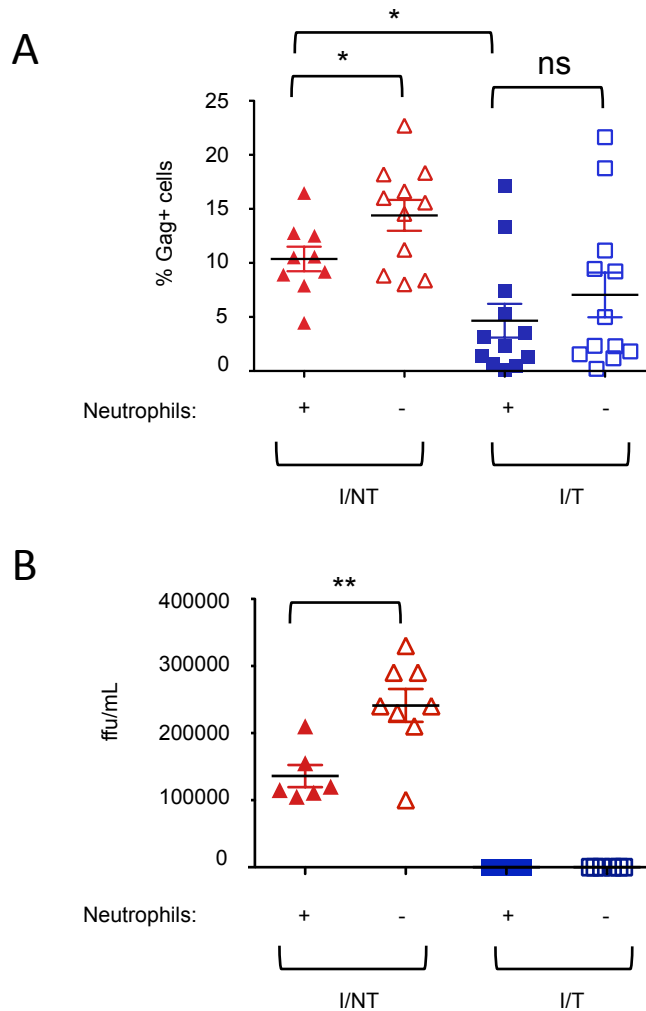 A
*
*
ns
25
20
15
10
5
0
% Gag+ cells
Neutrophils: + - + -
I/NT I/T
B
**
400000
300000
200000
100000
0
ffu/mL
Neutrophils: + - + -
I/NT I/T